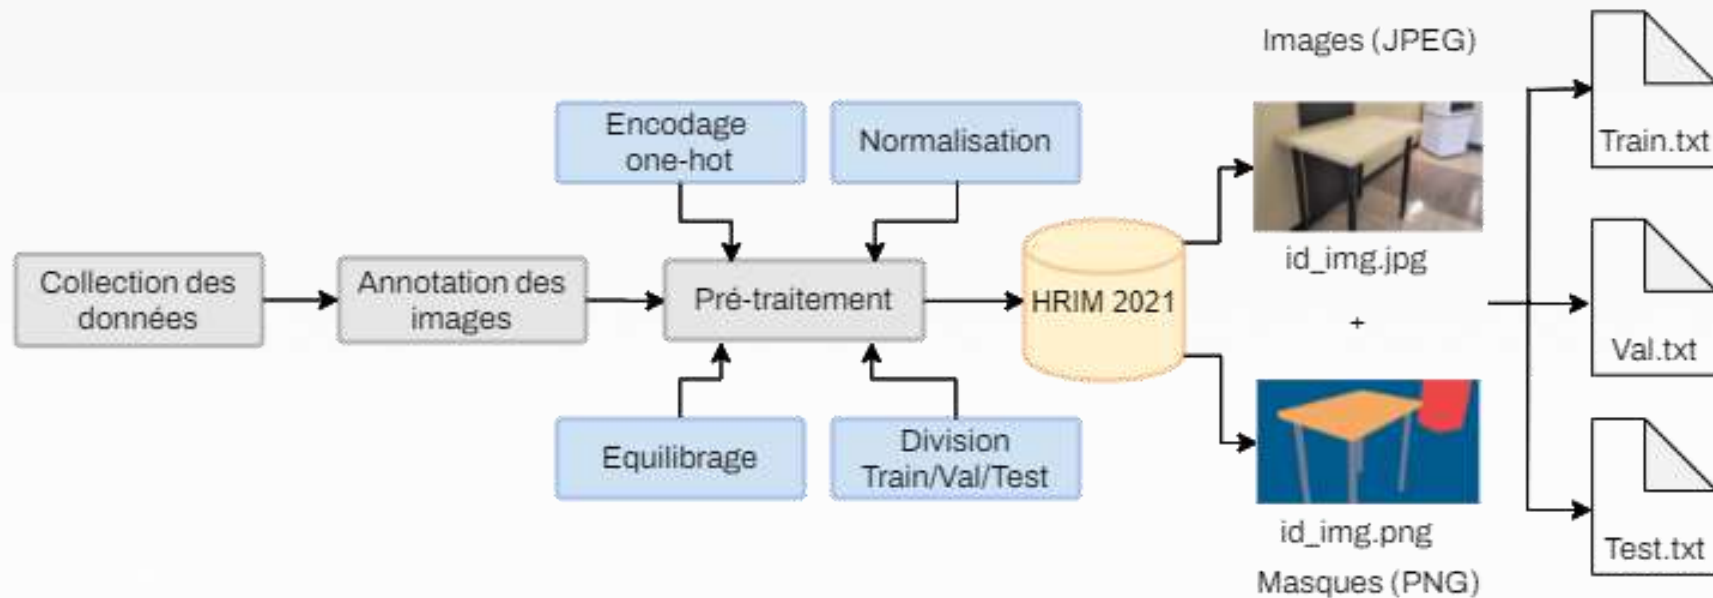 Collection des
données
Annotation des
images
Encodage
one-hot
Normalisation
Pré-traitement
Equilibrage
Division
Train/Val/Test
HRIM 2021
Images (JPEG)
id_img.jpg
+
id_img.png
Masques (PNG)
Train.txt
Val.txt
Test.txt